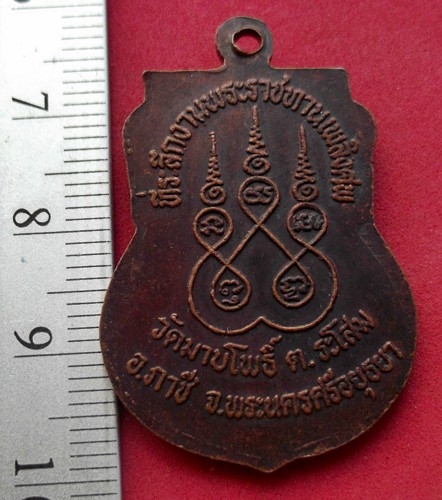 ที่ระลึกงานพระราชทานเพลิงศพ
วัดมาบโพธิ์ ต.ระโสม
อ.ภาชี จ.พระนครศรีอยุธยา
7
8
9
10